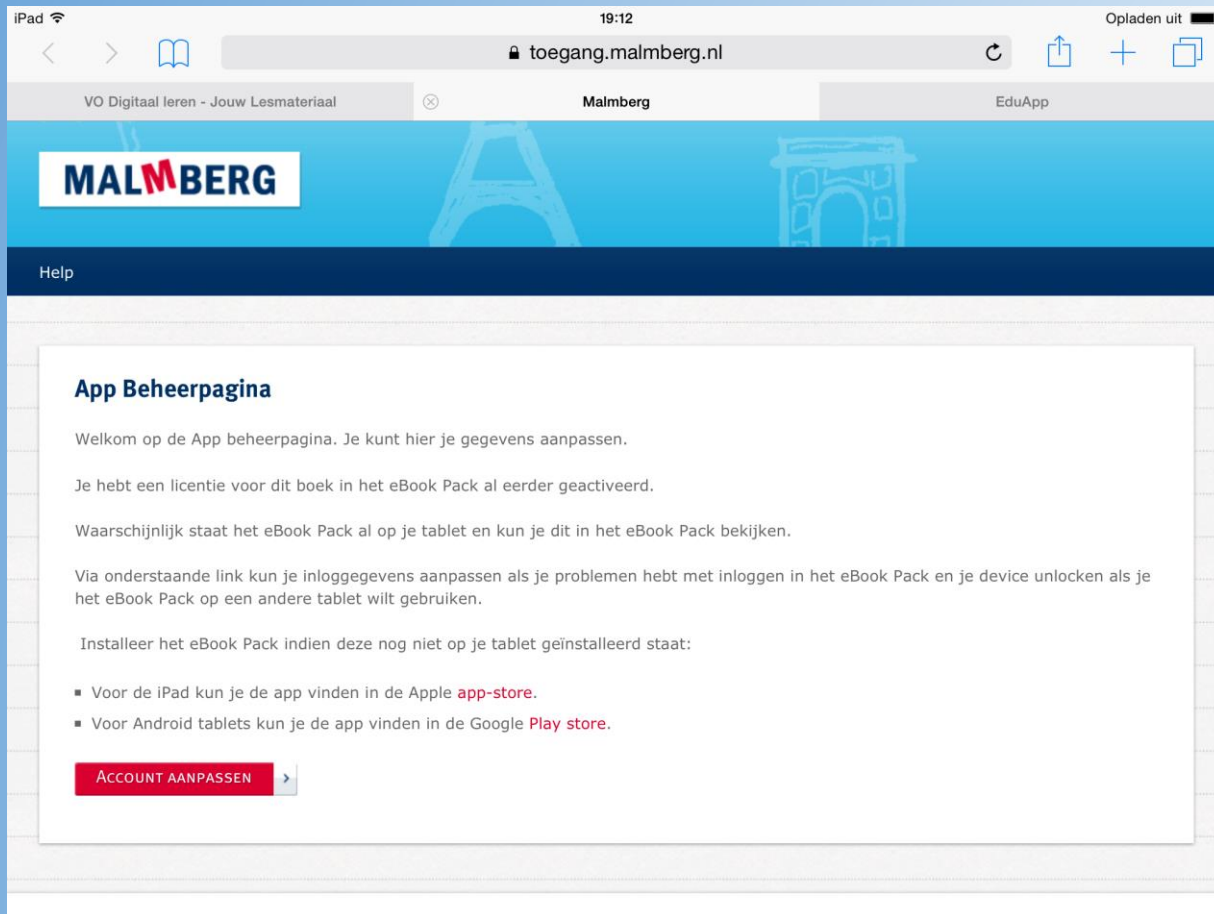 iPad 19:12 Opladen uit
toegang.malmberg.nl
VO Digitaal leren - Jouw Lesmateriaal Malmberg EduApp
MALMBERG
Help
App Beheerpagina
Welkom op de App beheerpagina. Je kunt hier je gegevens aanpassen.
Je hebt een licentie voor dit boek in het eBook Pack al eerder geactiveerd.
Waarschijnlijk staat het eBook Pack al op je tablet en kun je dit in het eBook Pack bekijken.
Via onderstaande link kun je inloggegevens aanpassen als je problemen hebt met inloggen in het eBook Pack en je device unlocken als je
het eBook Pack op een andere tablet wilt gebruiken.
Installeer het eBook Pack indien deze nog niet op je tablet geïnstalleerd staat:
▪ Voor de iPad kun je de app vinden in de Apple app-store.
▪ Voor Android tablets kun je de app vinden in de Google Play store.
ACCOUNT AANPASSEN ›